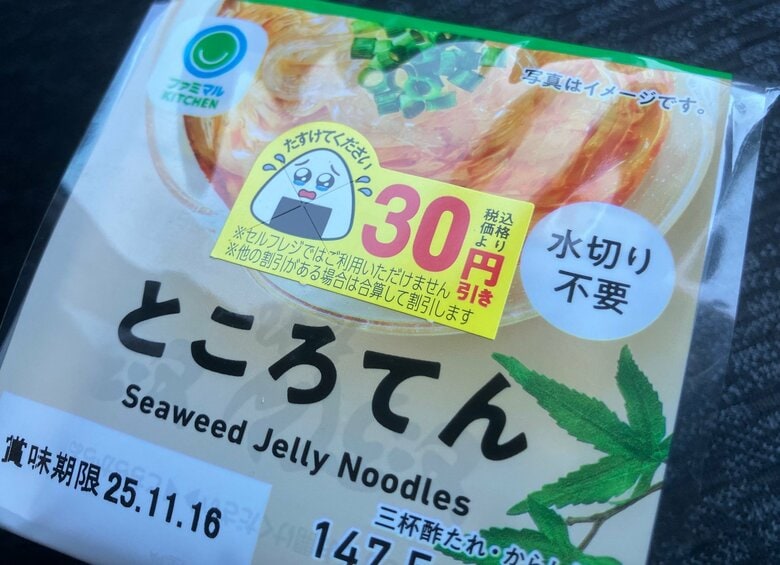 ファミマル
KITCHEN
写真はイメージです。
たすけてください
30円引き
税込価格より
※セルフレジではご利用いただけません
※他の割引がある場合は合算して割引します
水切り
不要
ところてん
Seaweed Jelly Noodles
賞味期限 25.11.16
三杯酢たれ・から
147.5